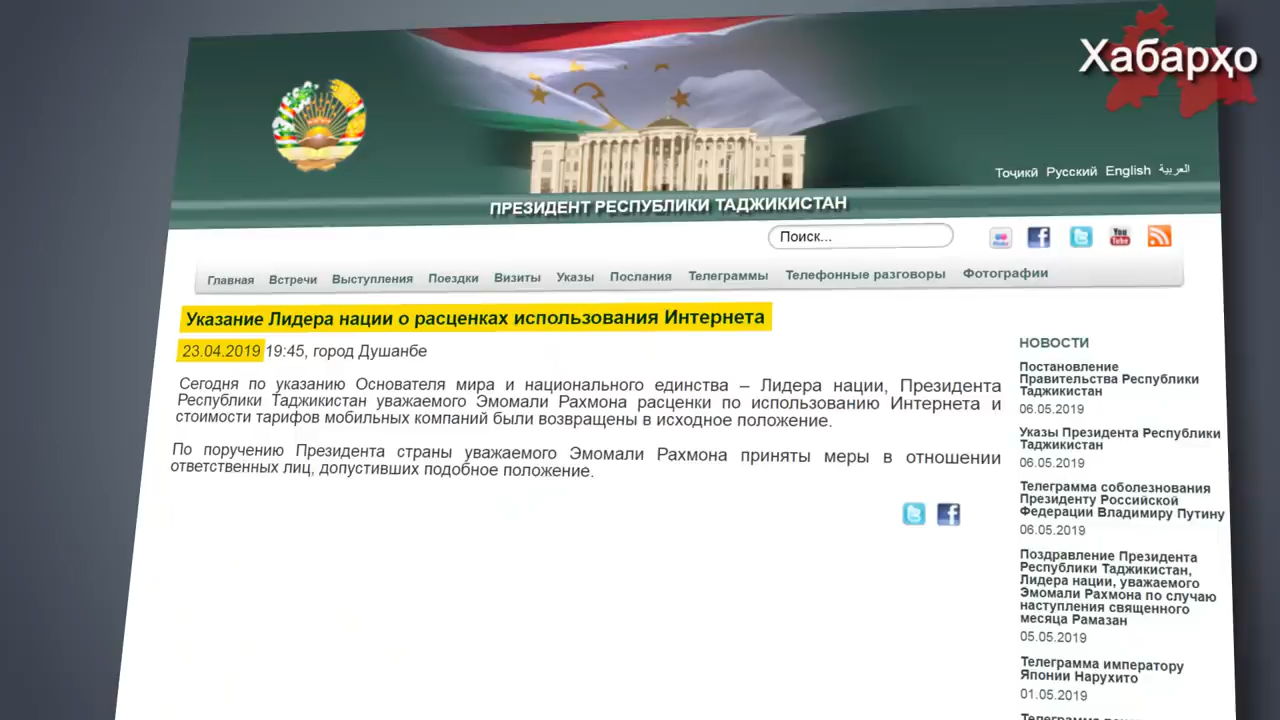 Хабарҳо
Тоҷикӣ Русский English العربية
ПРЕЗИДЕНТ РЕСПУБЛИКИ ТАДЖИКИСТАН
Поиск...
You
Tube
Главная Встречи Выступления Поездки Визиты Указы Послания Телеграммы Телефонные разговоры Фотографии
Указание Лидера нации о расценках использования Интернета
23.04.2019 19:45, город Душанбе
Сегодня по указанию Основателя мира и национального единства – Лидера нации, Президента
Республики Таджикистан уважаемого Эмомали Рахмона расценки по использованию Интернета и
стоимости тарифов мобильных компаний были возвращены в исходное положение.
По поручению Президента страны уважаемого Эмомали Рахмона приняты меры в отношении
ответственных лиц, допустивших подобное положение.
НОВОСТИ
Постановление
Правительства Республики
Таджикистан
06.05.2019
Указы Президента Республики
Таджикистан
06.05.2019
Телеграмма соболезнования
Президенту Российской
Федерации Владимиру Путину
06.05.2019
Поздравление Президента
Республики Таджикистан,
Лидера нации, уважаемого
Эмомали Рахмона по случаю
наступления священного
месяца Рамазан
05.05.2019
Телеграмма императору
Японии Нарухито
01.05.2019
Телеграмма